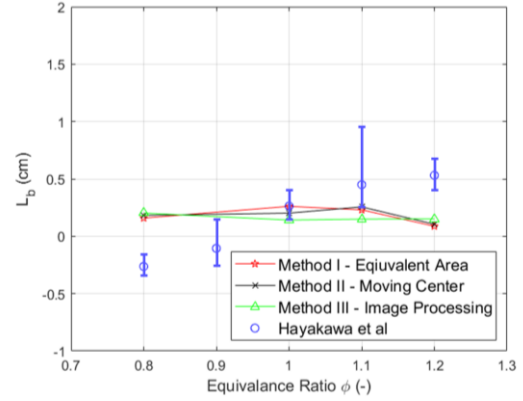 2
1.5
1
0.5
0
-0.5
-1
L_b (cm)
Method I - Eqiuvalent Area
Method II - Moving Center
Method III - Image Processing
Hayakawa et al
0.7 0.8 0.9 1 1.1 1.2 1.3
Equivalance Ratio ϕ (-)